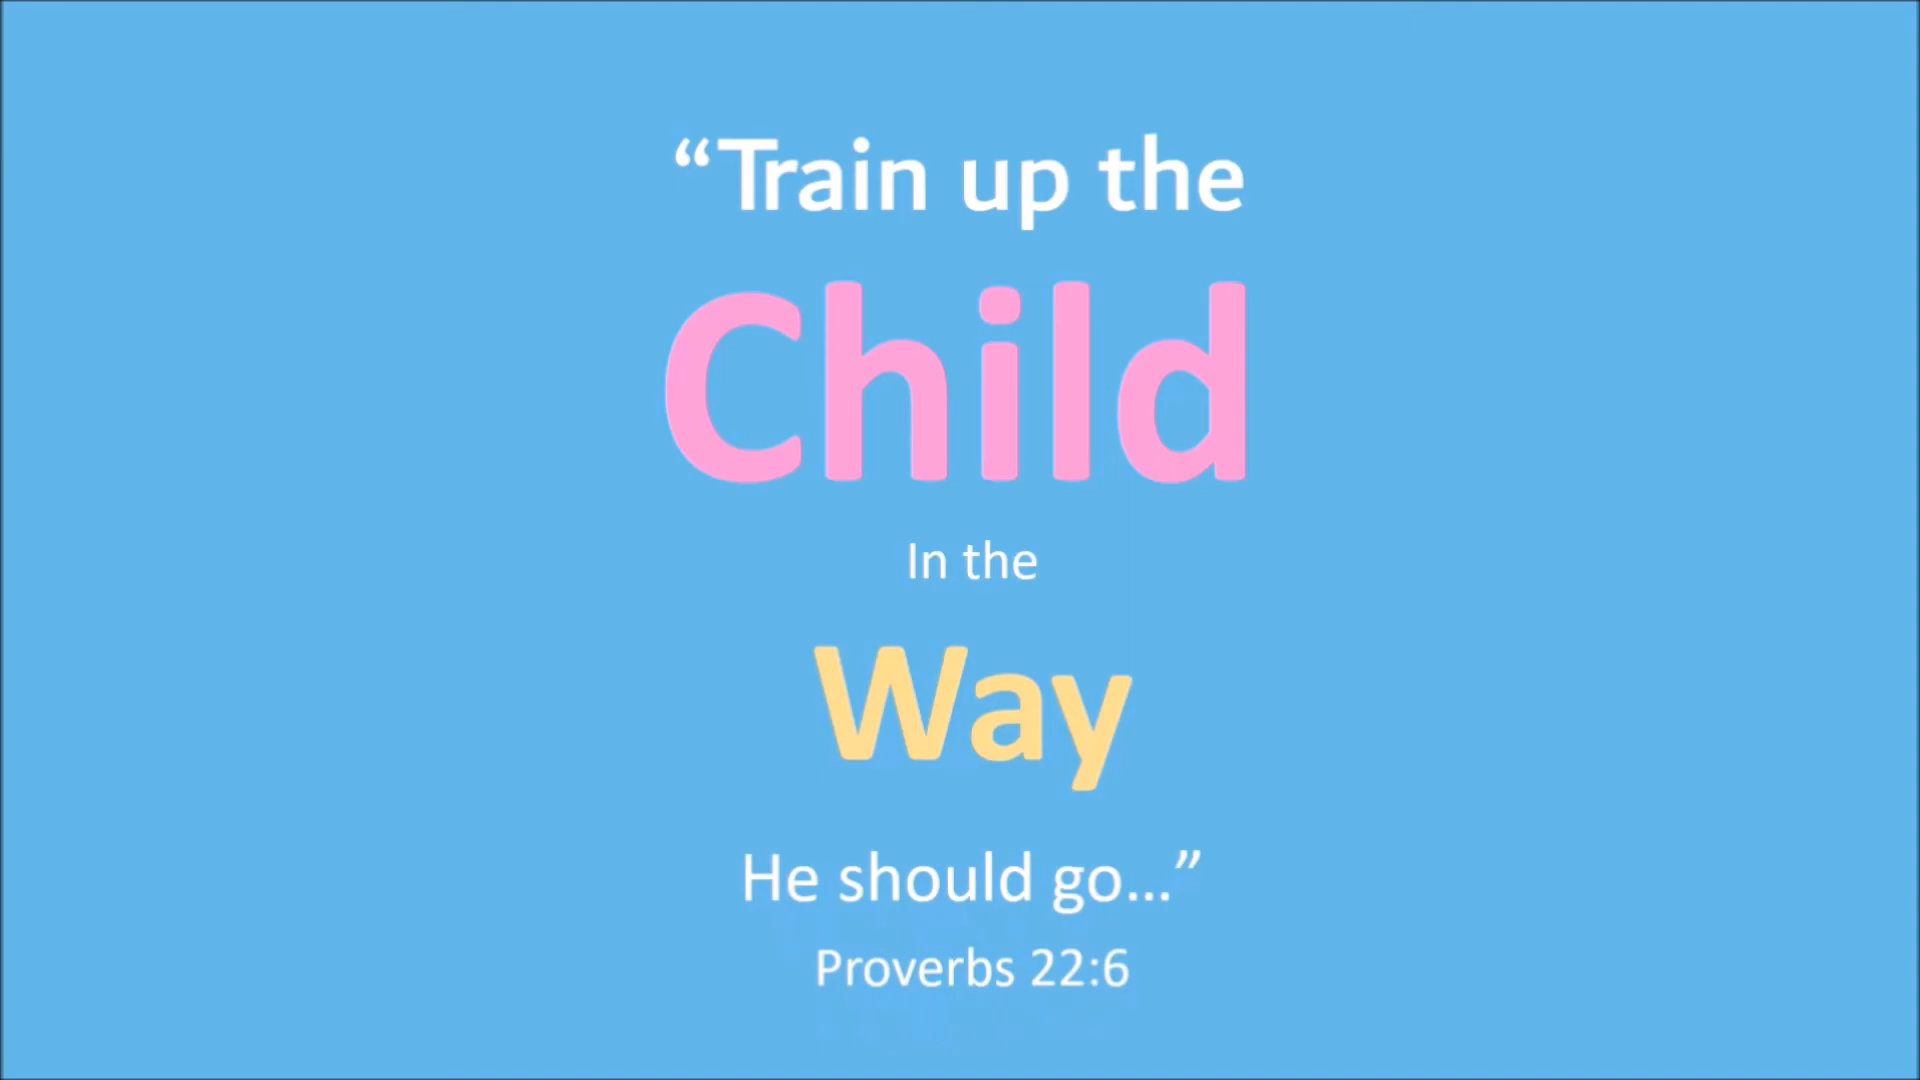 “Train up the
Child
In the
Way
He should go...”
Proverbs 22:6